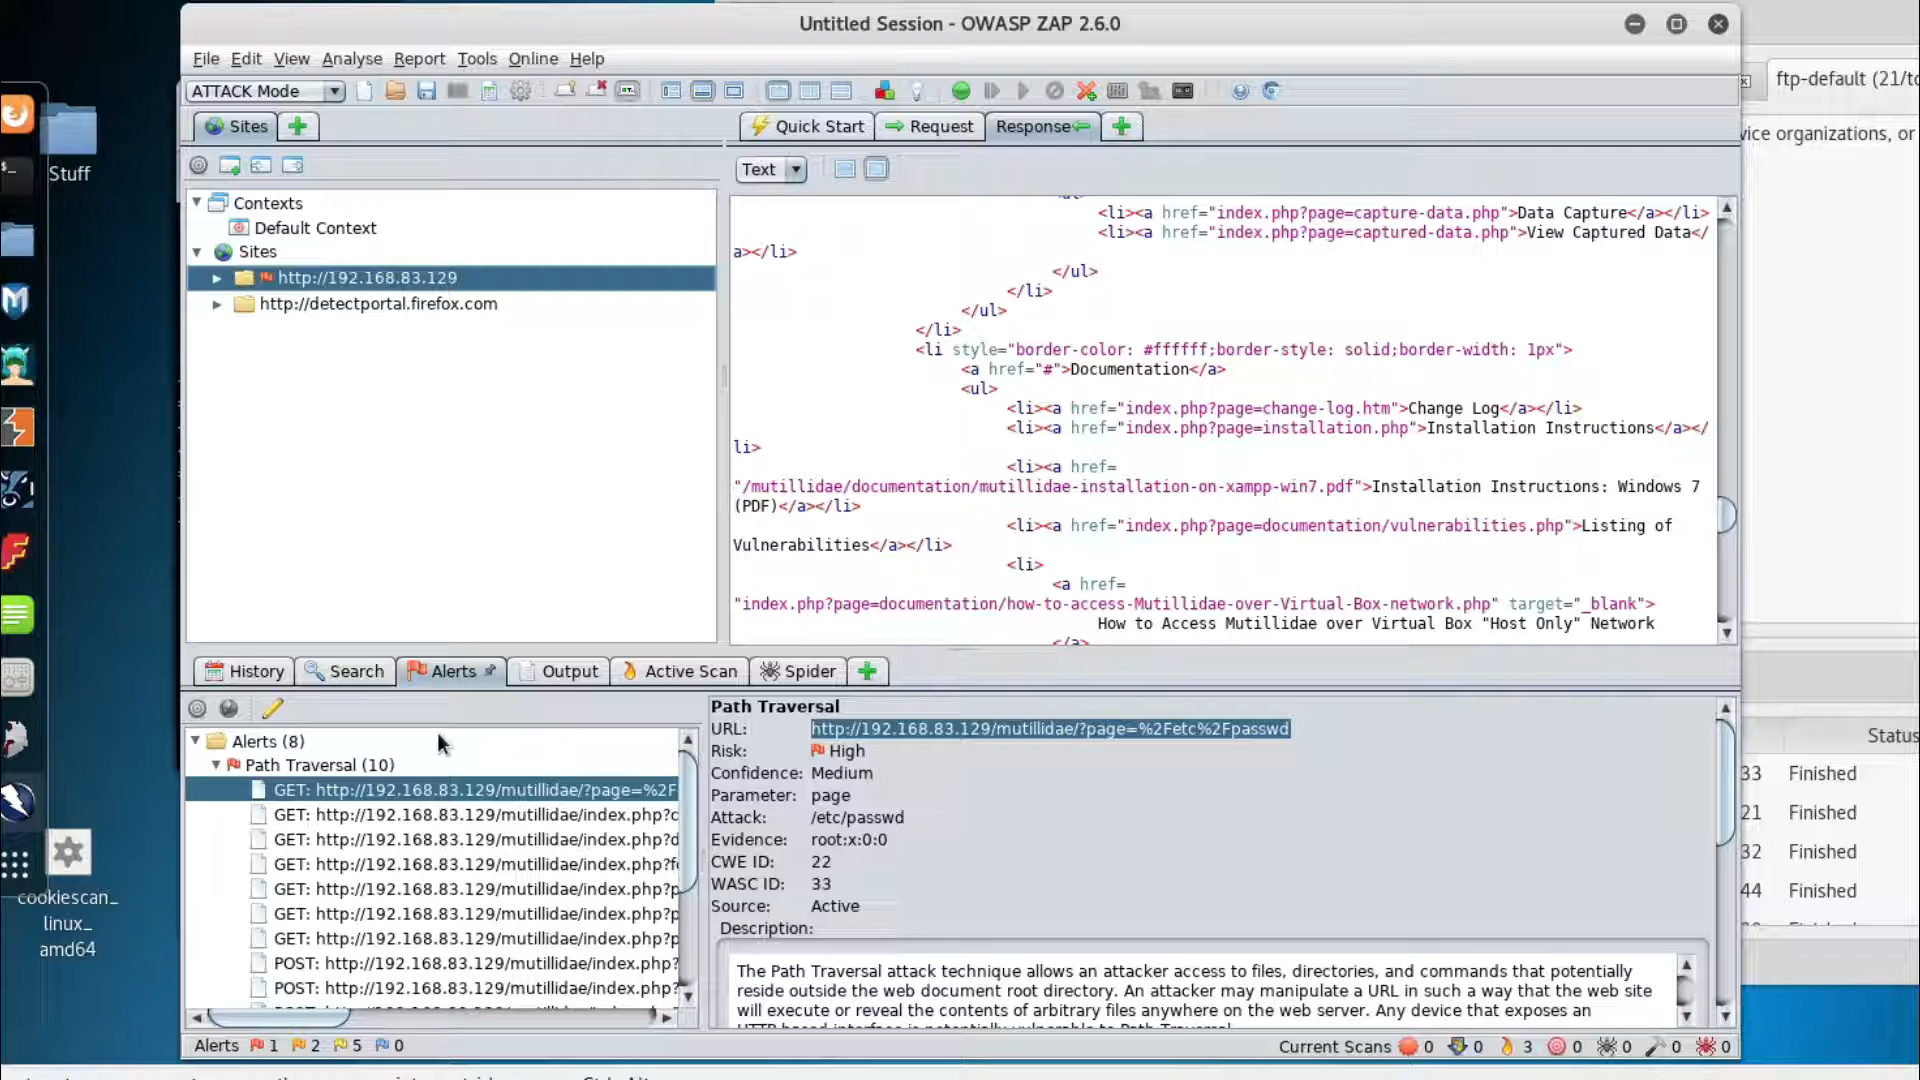 Untitled Session - OWASP ZAP 2.6.0
File Edit View Analyse Report Tools Online Help
ATTACK Mode
ftp-default (21/tc
Sites
Quick Start
Request
Response
vice organizations, or
Stuff
Text
Contexts
Default Context
Sites
http://192.168.83.129
http://detectportal.firefox.com
<li><a href="index.php?page=capture-data.php">Data Capture</a></li>
<li><a href="index.php?page=captured-data.php">View Captured Data</
a></li>
</ul>
</li>
</ul>
</li>
<li style="border-color: #ffffff;border-style: solid;border-width: 1px">
<a href="#">Documentation</a>
<ul>
<li><a href="index.php?page=change-log.htm">Change Log</a></li>
<li><a href="index.php?page=installation.php">Installation Instructions</a></
li>
<li><a href=
"/mutillidae/documentation/mutillidae-installation-on-xampp-win7.pdf">Installation Instructions: Windows 7
(PDF)</a></li>
<li><a href="index.php?page=documentation/vulnerabilities.php">Listing of
Vulnerabilities</a></li>
<li>
<a href=
"index.php?page=documentation/how-to-access-Mutillidae-over-Virtual-Box-network.php" target="_blank">
How to Access Mutillidae over Virtual Box "Host Only" Network
</a>
History
Search
Alerts
Output
Active Scan
Spider
Alerts (8)
Path Traversal (10)
GET: http://192.168.83.129/mutillidae/?page=%2F
GET: http://192.168.83.129/mutillidae/index.php?c
GET: http://192.168.83.129/mutillidae/index.php?d
GET: http://192.168.83.129/mutillidae/index.php?f
GET: http://192.168.83.129/mutillidae/index.php?p
GET: http://192.168.83.129/mutillidae/index.php?p
GET: http://192.168.83.129/mutillidae/index.php?p
POST: http://192.168.83.129/mutillidae/index.php?
POST: http://192.168.83.129/mutillidae/index.php?
Path Traversal
URL: http://192.168.83.129/mutillidae/?page=%2Fetc%2Fpasswd
Risk: High
Confidence: Medium
Parameter: page
Attack: /etc/passwd
Evidence: root:x:0:0
CWE ID: 22
WASC ID: 33
Source: Active
Description:
The Path Traversal attack technique allows an attacker access to files, directories, and commands that potentially
reside outside the web document root directory. An attacker may manipulate a URL in such a way that the web site
will execute or reveal the contents of arbitrary files anywhere on the web server. Any device that exposes an
HTTP-based interface is potentially vulnerable to Path Traversal.
Status
33 Finished
21 Finished
32 Finished
44 Finished
cookiescan_
linux_
amd64
Alerts 1 2 5 0
Current Scans 0 0 3 0 0 0 0